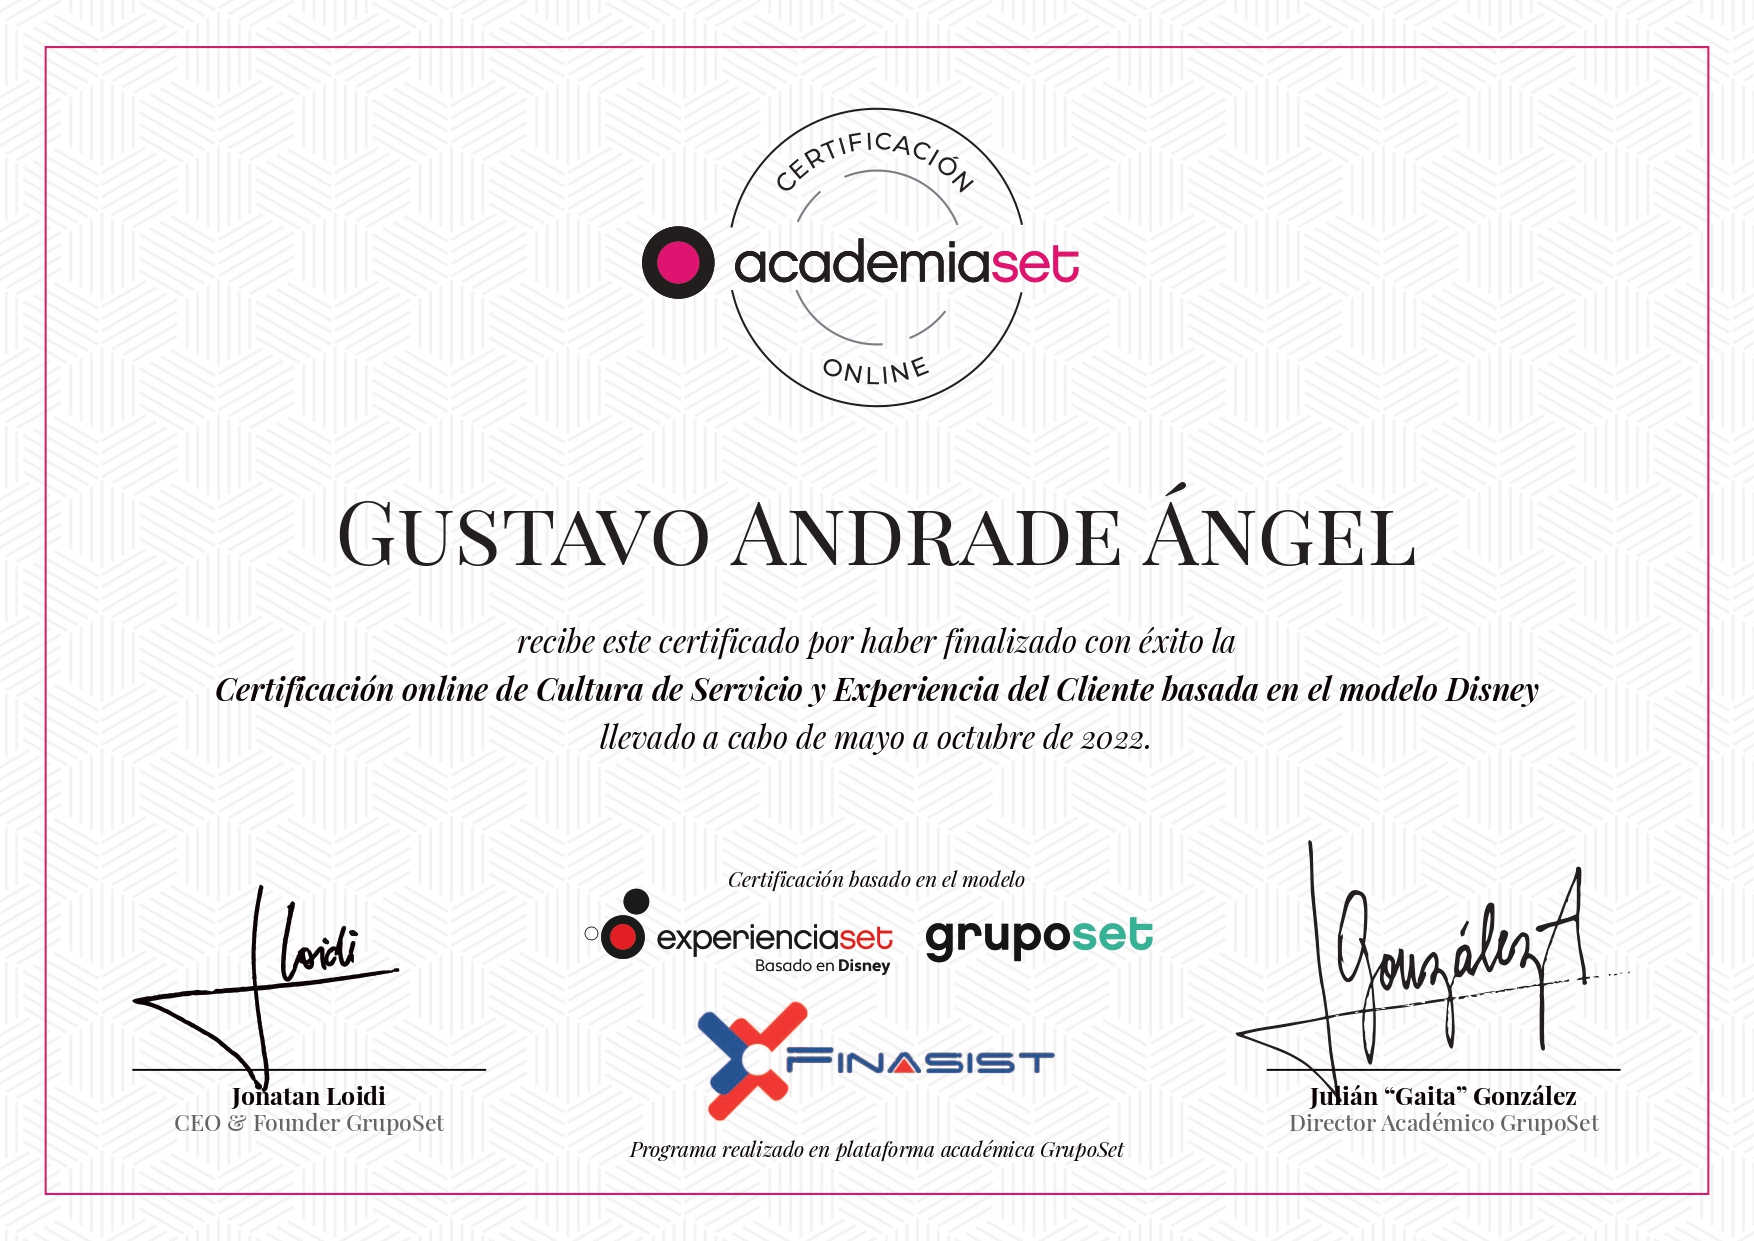 CERTIFICACIÓN
academiaset
ONLINE
GUSTAVO ANDRADE ÁNGEL
recibe este certificado por haber finalizado con éxito la
Certificación online de Cultura de Servicio y Experiencia del Cliente basada en el modelo Disney
llevado a cabo de mayo a octubre de 2022.
Certificación basado en el modelo
experienciaset
Basado en Disney
gruposet
FINASIST
Programa realizado en plataforma académica GrupoSet
Loidi
Jonatan Loidi
CEO & Founder GrupoSet
González A
Julián “Gaita” González
Director Académico GrupoSet